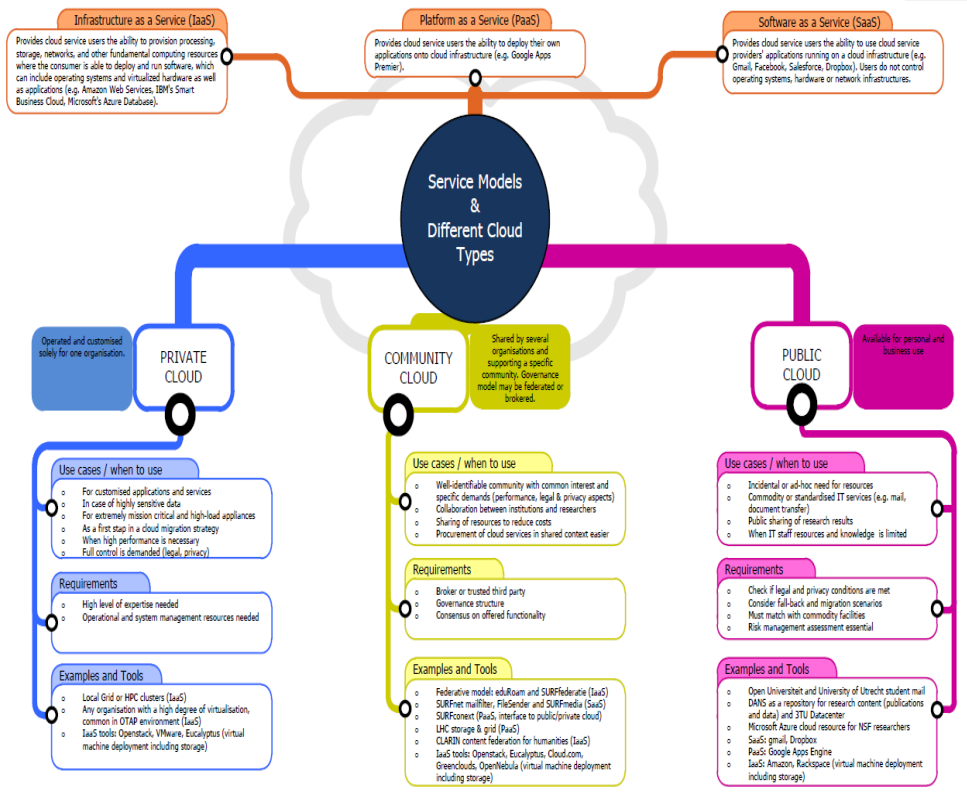 Infrastructure as a Service (IaaS)
Provides cloud service users the ability to provision processing,
storage, networks, and other fundamental computing resources
where the consumer is able to deploy and run software, which
can include operating systems and virtualized hardware as well
as applications (e.g. Amazon Web Services, IBM's Smart
Business Cloud, Microsoft's Azure Database).
Platform as a Service (PaaS)
Provides cloud service users the ability to deploy their own
applications onto cloud infrastructure (e.g. Google Apps
Premier).
Software as a Service (SaaS)
Provides cloud service users the ability to use cloud service
providers' applications running on a cloud infrastructure (e.g.
Gmail, Facebook, Salesforce, Dropbox). Users do not control
operating systems, hardware or network infrastructures.
Service Models
&
Different Cloud
Types
Operated and customised
solely for one organisation.
PRIVATE
CLOUD
Use cases / when to use
o For customised applications and services
o In case of highly sensitive data
o For extremely mission critical and high-load appliances
o As a first stap in a cloud migration strategy
o When high performance is necessary
o Full control is demanded (legal, privacy)
Requirements
o High level of expertise needed
o Operational and system management resources needed
Examples and Tools
o Local Grid or HPC clusters (IaaS)
o Any organisation with a high degree of virtualisation,
common in OTAP environment (IaaS)
o IaaS tools: Openstack, VMware, Eucalyptus (virtual
machine deployment including storage)
COMMUNITY
CLOUD
Shared by several
organisations and
supporting a specific
community. Governance
model may be federated or
brokered.
Use cases / when to use
o Well-identifiable community with common interest and
specific demands (performance, legal & privacy aspects)
o Collaboration between institutions and researchers
o Sharing of resources to reduce costs
o Procurement of cloud services in shared context easier
Requirements
o Broker or trusted third party
o Governance structure
o Consensus on offered functionality
Examples and Tools
o Federative model: eduRoam and SURFfederatie (IaaS)
o SURFnet mailfilter, FileSender and SURFmedia (SaaS)
o SURFconext (PaaS, interface to public/private cloud)
o LHC storage & grid (PaaS)
o CLARIN content federation for humanities (IaaS)
o IaaS tools: Openstack, Eucalyptus, Cloud.com,
Greenclouds, OpenNebula (virtual machine deployment
including storage)
PUBLIC
CLOUD
Available for personal and
business use
Use cases / when to use
o Incidental or ad-hoc need for resources
o Commodity or standardised IT services (e.g. mail,
document transfer)
o Public sharing of research results
o When IT staff resources and knowledge is limited
Requirements
o Check if legal and privacy conditions are met
o Consider fall-back and migration scenarios
o Must match with commodity facilities
o Risk management assessment essential
Examples and Tools
o Open Universiteit and University of Utrecht student mail
o DANS as a repository for research content (publications
and data) and 3TU Datacenter
o Microsoft Azure cloud resource for NSF researchers
o SaaS: gmail, Dropbox
o PaaS: Google Apps Engine
o IaaS: Amazon, Rackspace (virtual machine deployment
including storage)